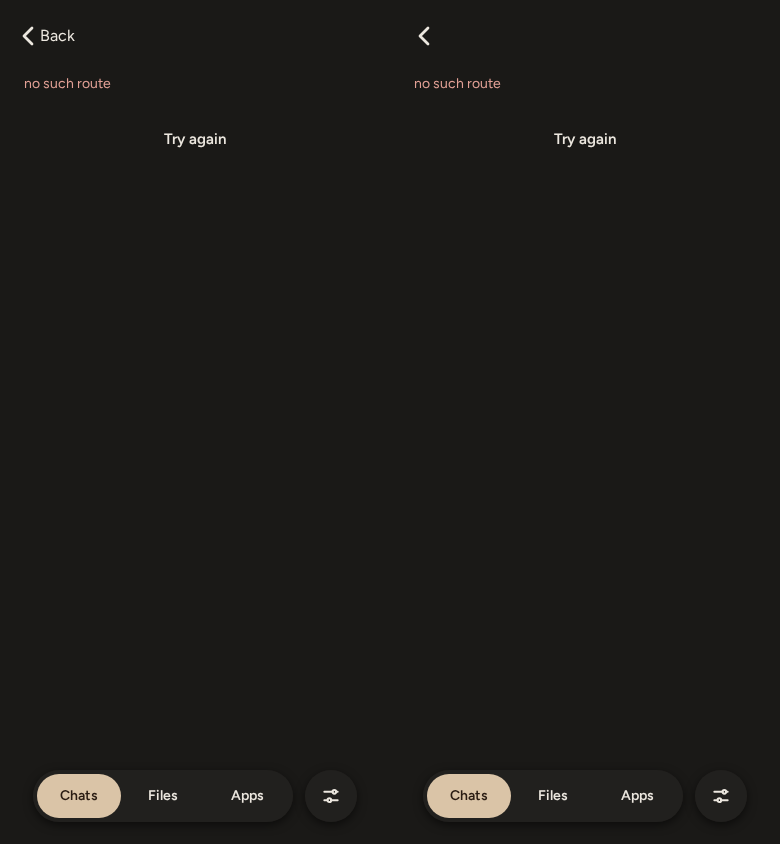 Back
no such route
Try again
Chats
Files
Apps
no such route
Try again
Chats
Files
Apps